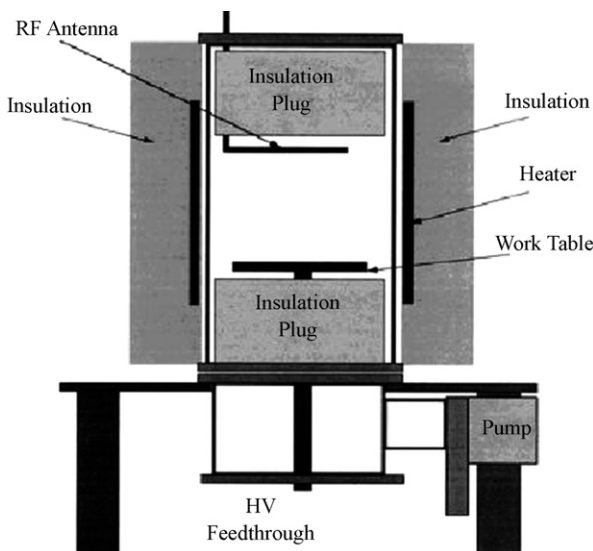 RF Antenna
Insulation
Plug
Insulation
Insulation
Heater
Work Table
Insulation
Plug
Pump
HV
Feedthrough